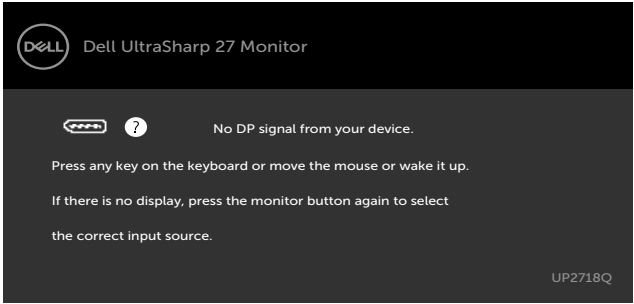 DELL
Dell UltraSharp 27 Monitor
? No DP signal from your device.
Press any key on the keyboard or move the mouse or wake it up.
If there is no display, press the monitor button again to select
the correct input source.
UP2718Q